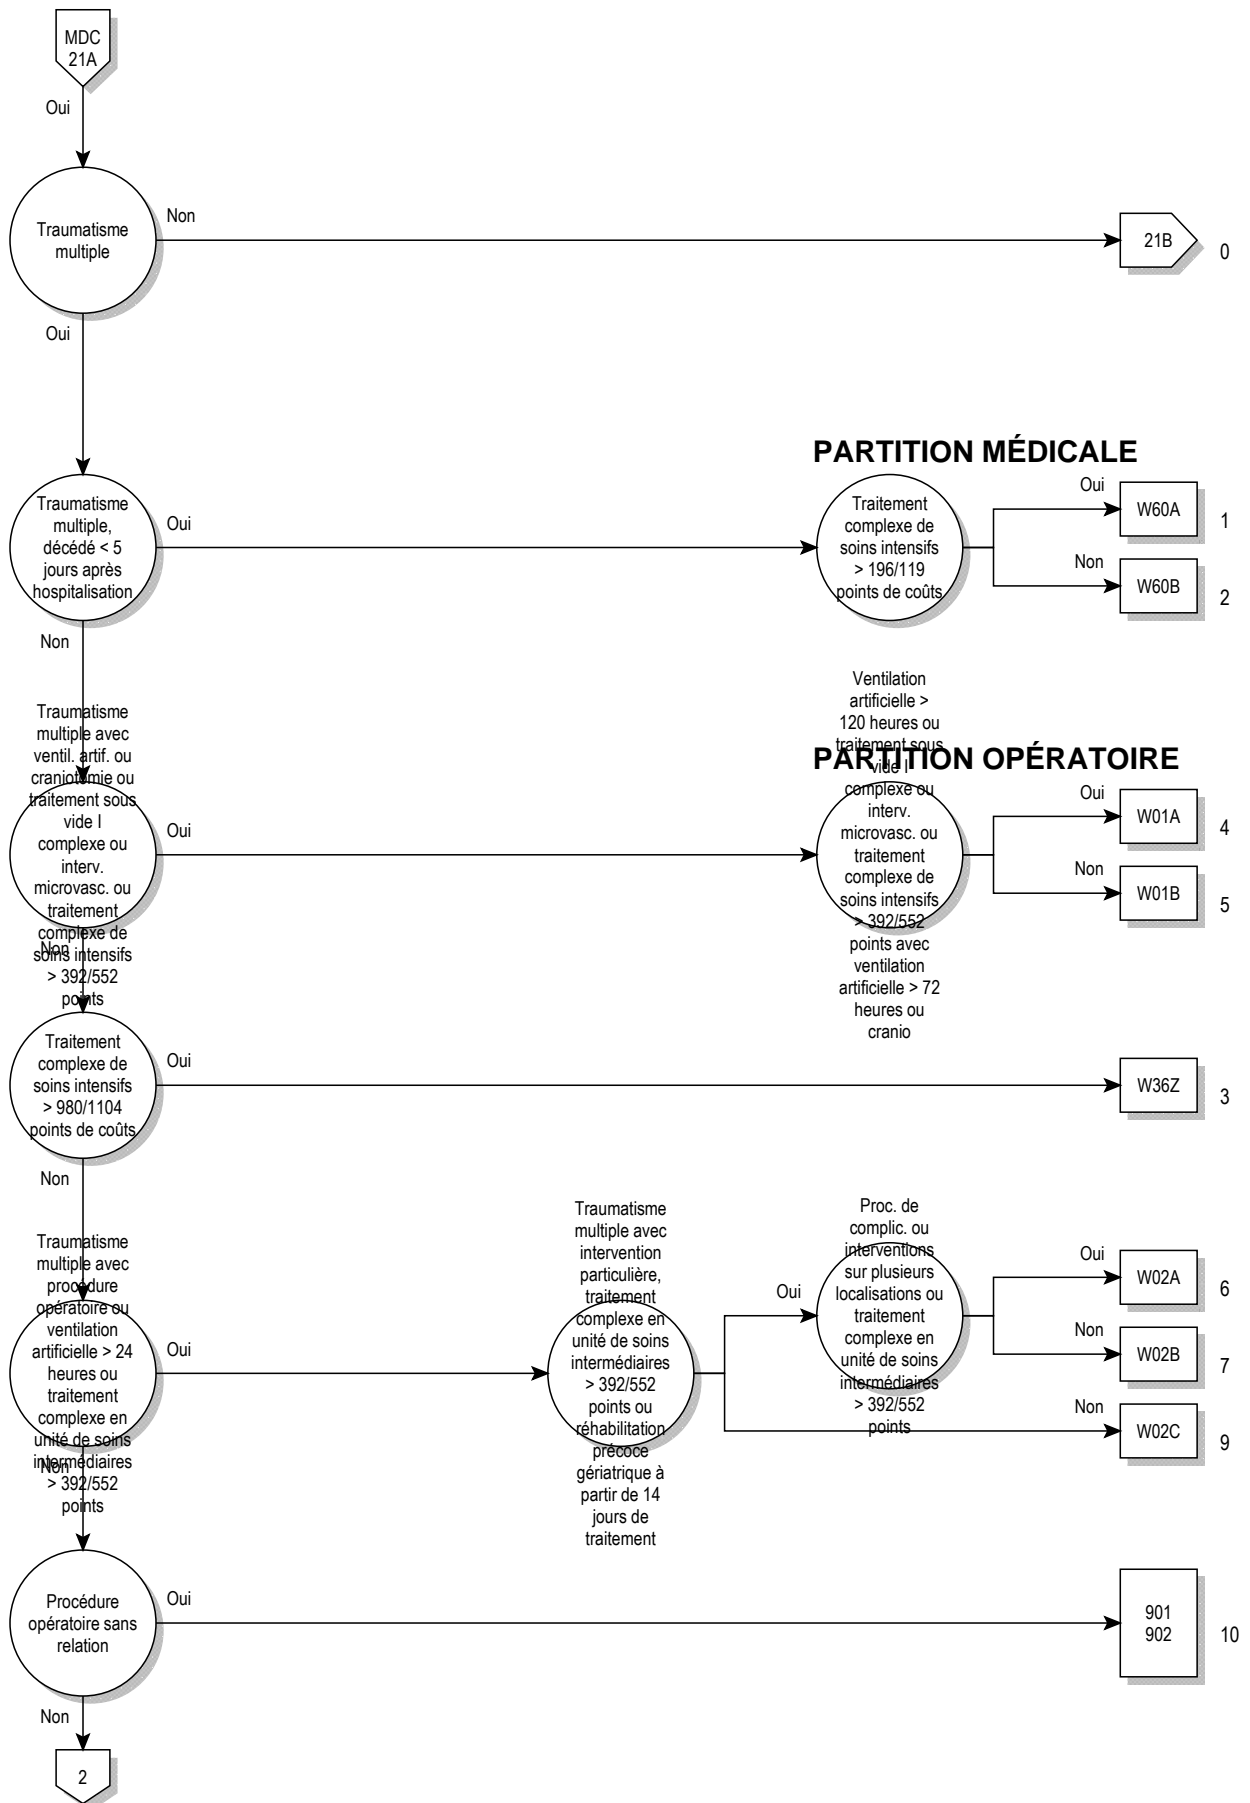 MDC
21A
Oui
Traumatisme
multiple
Non
21B
0
Oui
PARTITION MÉDICALE
Traumatisme
multiple,
décédé < 5
jours après
hospitalisation
Oui
Traitement
complexe de
soins intensifs
> 196/119
points de coûts
Oui
W60A
1
Non
W60B
2
Non
Traumatisme
multiple avec
ventil. artif. ou
craniotomie ou
traitement sous
vide I
complexe ou
interv.
microvasc. ou
traitement
complexe de
soins intensifs
> 392/552
points
Oui
Ventilation
artificielle >
120 heures ou
traitement sous
vide I
complexe ou
interv.
microvasc. ou
traitement
complexe de
soins intensifs
> 392/552
points avec
ventilation
artificielle > 72
heures ou
cranio
PARTITION OPÉRATOIRE
Oui
W01A
4
Non
W01B
5
Non
Traitement
complexe de
soins intensifs
> 980/1104
points de coûts
Oui
W36Z
3
Non
Traumatisme
multiple avec
procédure
opératoire ou
ventilation
artificielle > 24
heures ou
traitement
complexe en
unité de soins
intermédiaires
> 392/552
points
Oui
Traumatisme
multiple avec
intervention
particulière,
traitement
complexe en
unité de soins
intermédiaires
> 392/552
points ou
réhabilitation
précoce
gériatrique à
partir de 14
jours de
traitement
Oui
Proc. de
complic. ou
interventions
sur plusieurs
localisations ou
traitement
complexe en
unité de soins
intermédiaires
> 392/552
points
Oui
W02A
6
Non
W02B
7
Non
W02C
9
Non
Procédure
opératoire sans
relation
Oui
901
902
10
Non
2